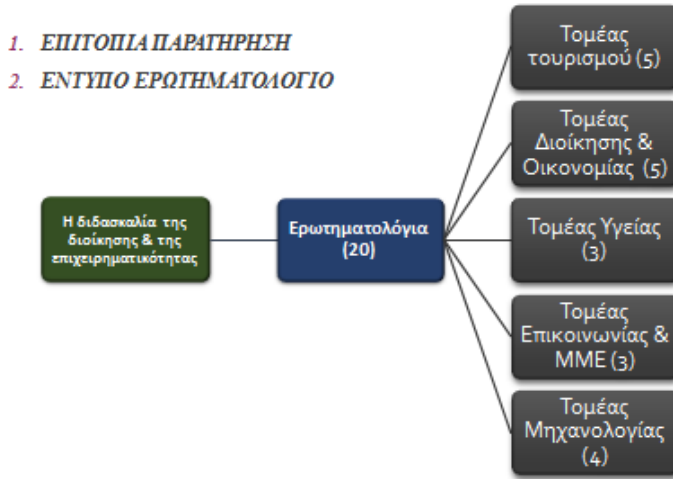 1. ΕΠΙΤΟΠΙΑ ΠΑΡΑΤΗΡΗΣΗ
2. ΕΝΤΥΠΟ ΕΡΩΤΗΜΑΤΟΛΟΓΙΟ
Η διδασκαλία της
διοίκησης & της
επιχειρηματικότητας
Ερωτηματολόγια
(20)
Τομέας
τουρισμού (5)
Τομέας
Διοίκησης &
Οικονομίας (5)
Τομέας Υγείας
(3)
Τομέας
Επικοινωνίας &
ΜΜΕ (3)
Τομέας
Μηχανολογίας
(4)